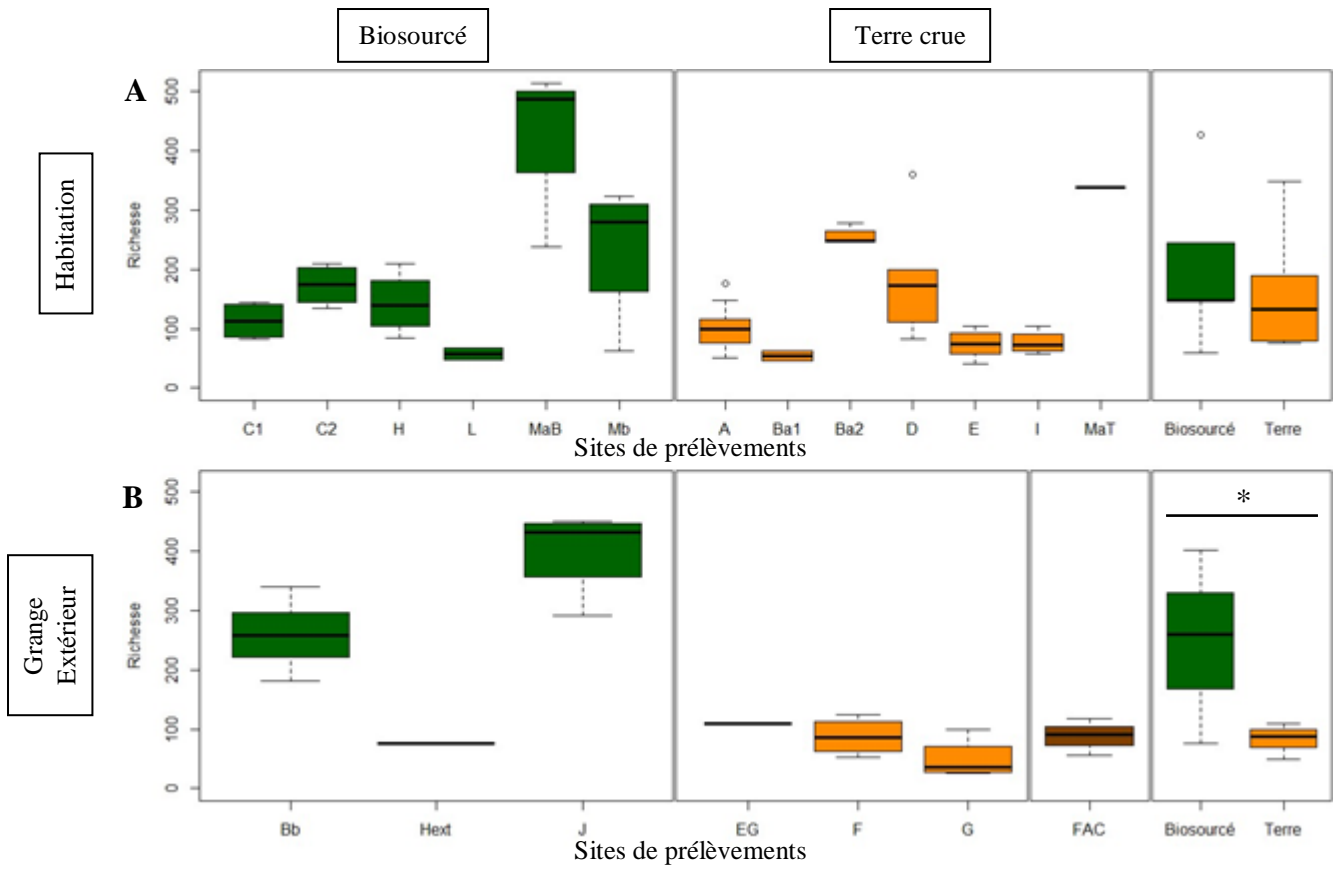 Biosourcé
Terre crue
A
Habitation
Richesse
500
400
300
200
100
0
C1 C2 H L MaB Mb A Ba1 Ba2 D E I MaT Biosourcé Terre
Sites de prélèvements
B
Grange
Extérieur
Richesse
500
400
300
200
100
0
*
Bb Hext J EG F G FAC Biosourcé Terre
Sites de prélèvements